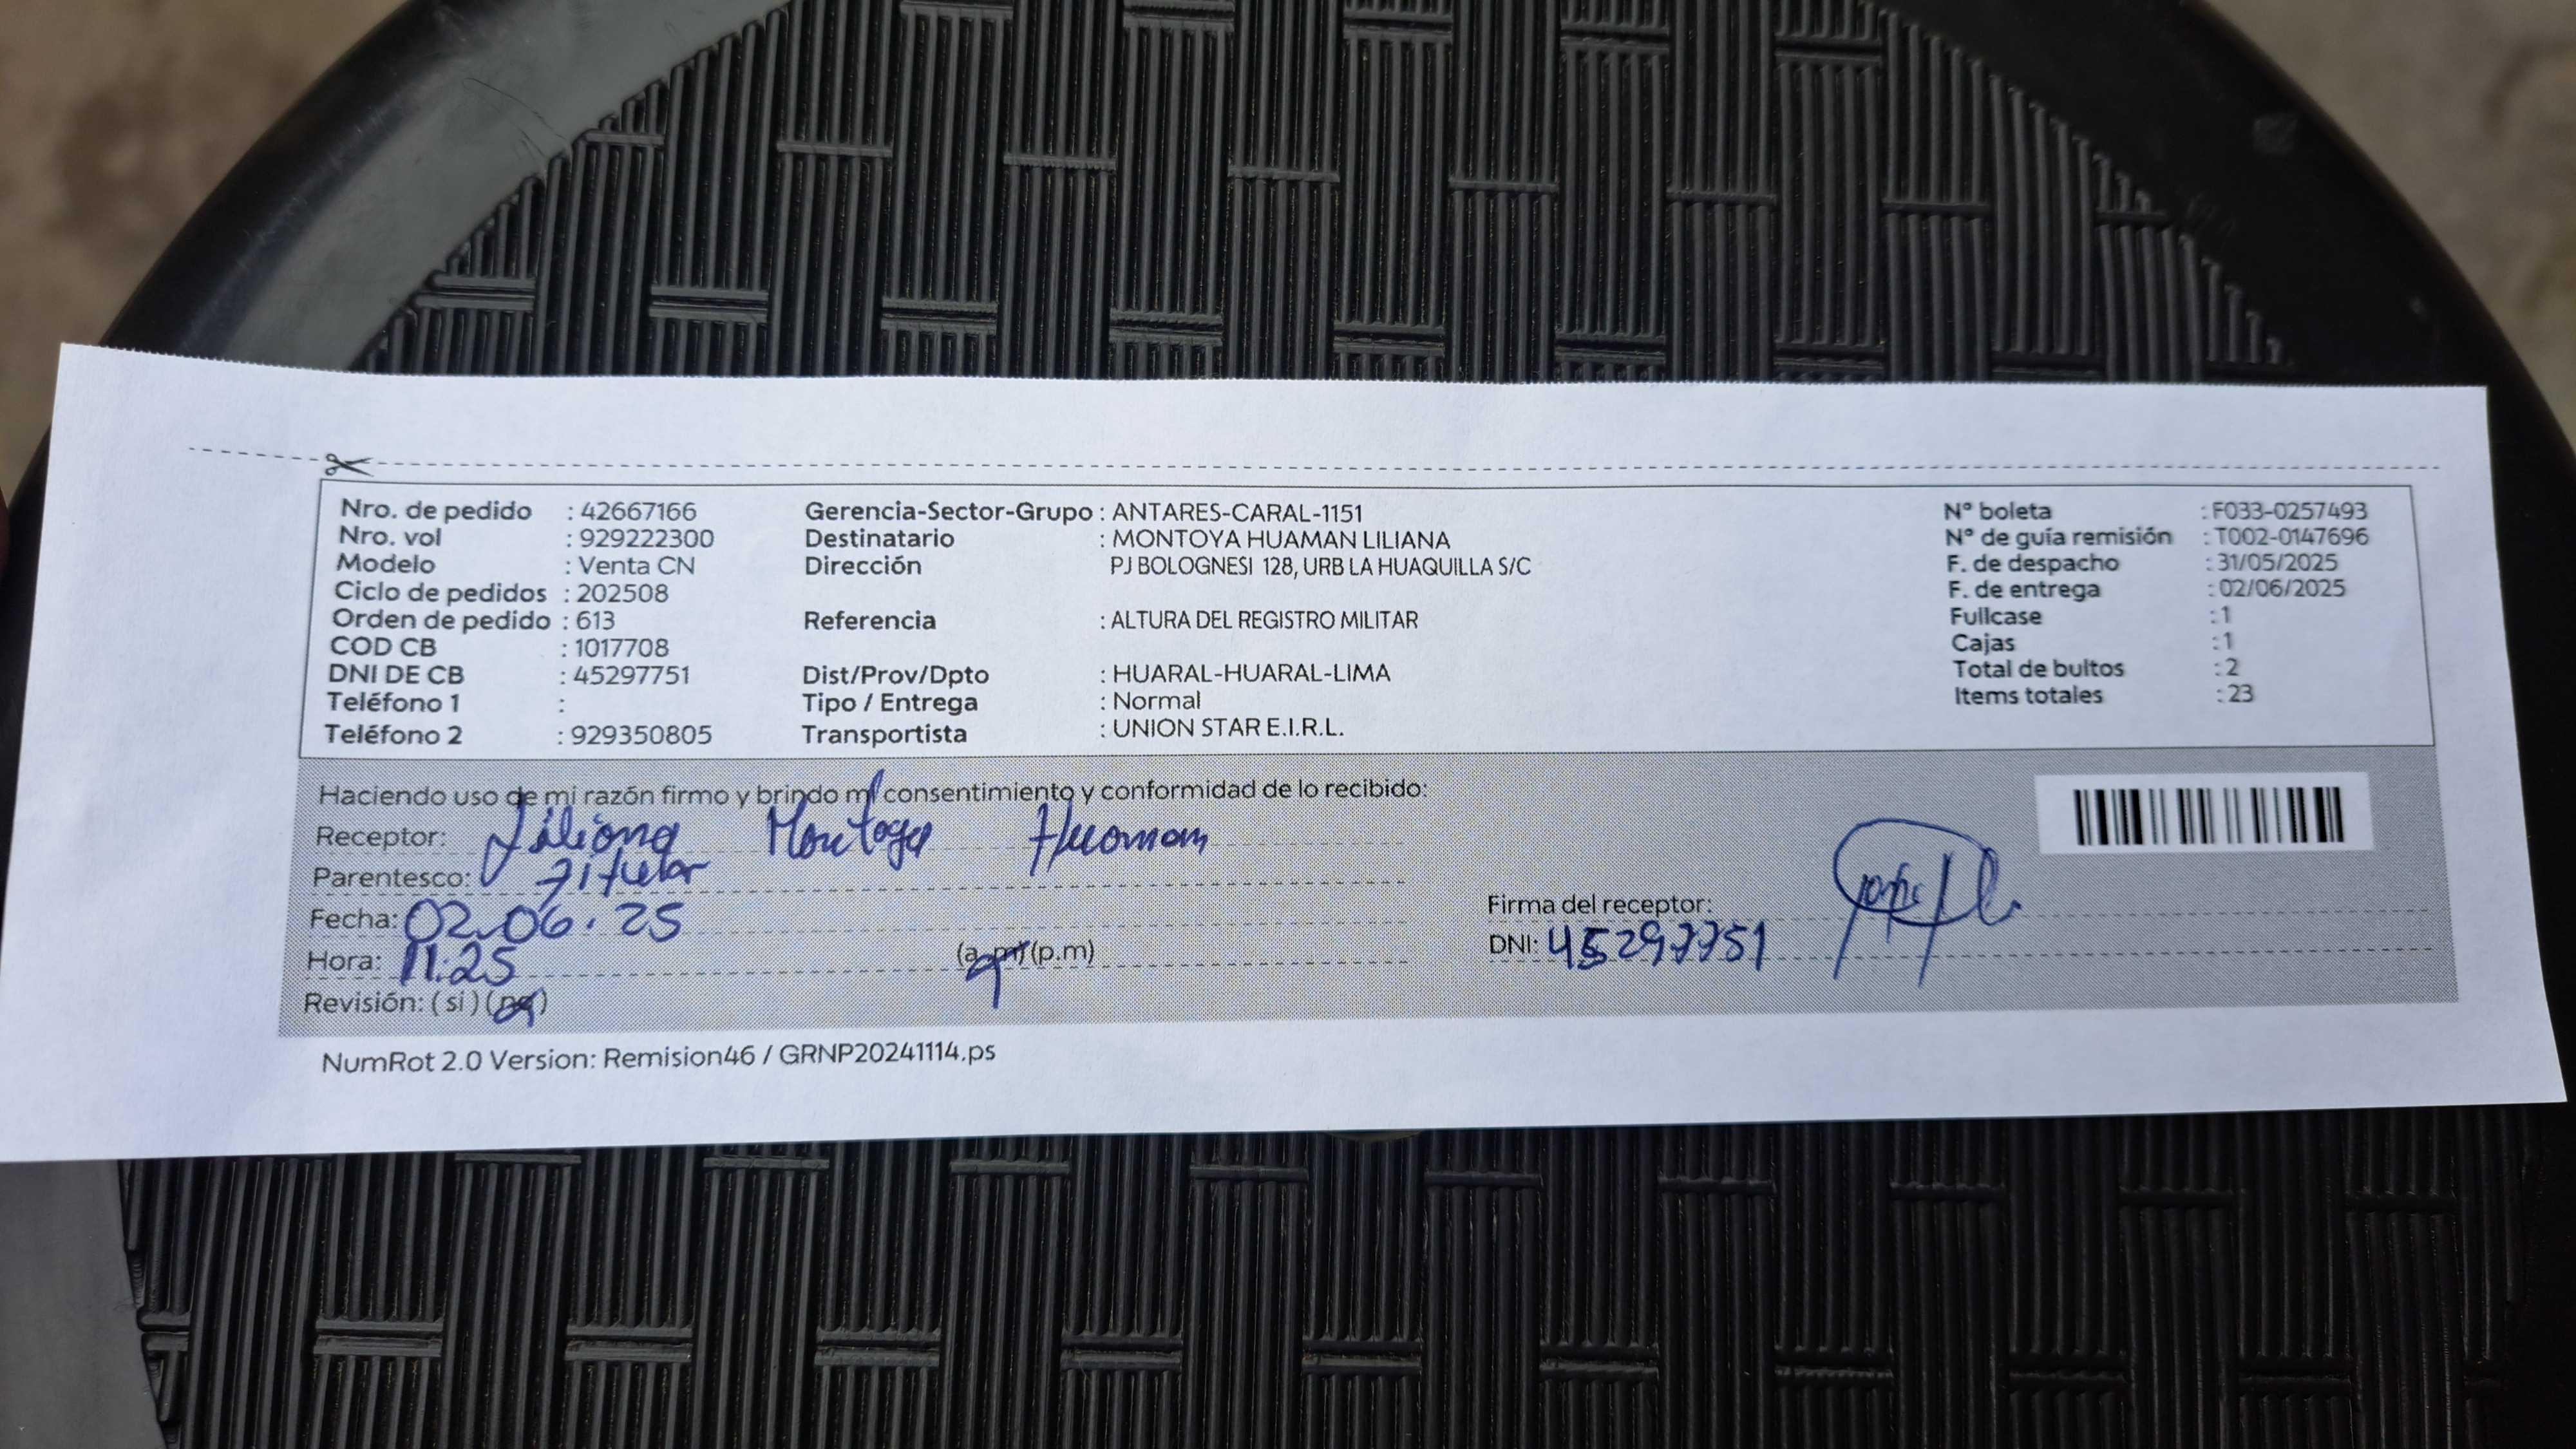 Nro. de pedido : 42667166
Nro. vol : 929222300
Modelo : Venta CN
Ciclo de pedidos : 202508
Orden de pedido : 613
COD CB : 1017708
DNI DE CB : 45297751
Teléfono 1 :
Teléfono 2 : 929350805
Gerencia-Sector-Grupo : ANTARES-CARAL-1151
Destinatario : MONTOYA HUAMAN LILIANA
Dirección PJ BOLOGNESI 128, URB LA HUAQUILLA S/C
Referencia : ALTURA DEL REGISTRO MILITAR
Dist/Prov/Dpto : HUARAL-HUARAL-LIMA
Tipo / Entrega : Normal
Transportista : UNION STAR E.I.R.L.
N° boleta : F033-0257493
N° de guía remisión : T002-0147696
F. de despacho : 31/05/2025
F. de entrega : 02/06/2025
Fullcase : 1
Cajas : 1
Total de bultos : 2
Items totales : 23
Haciendo uso de mi razón firmo y brindo mi consentimiento y conformidad de lo recibido:
Receptor: Liliana Montoya Huaman
Parentesco: Titular
Fecha: 02.06.25
Hora: 11:25 (a.m) (p.m)
Revisión: (si) (no)
Firma del receptor:
DNI: 45297751
NumRot 2.0 Version: Remision46 / GRNP20241114.ps